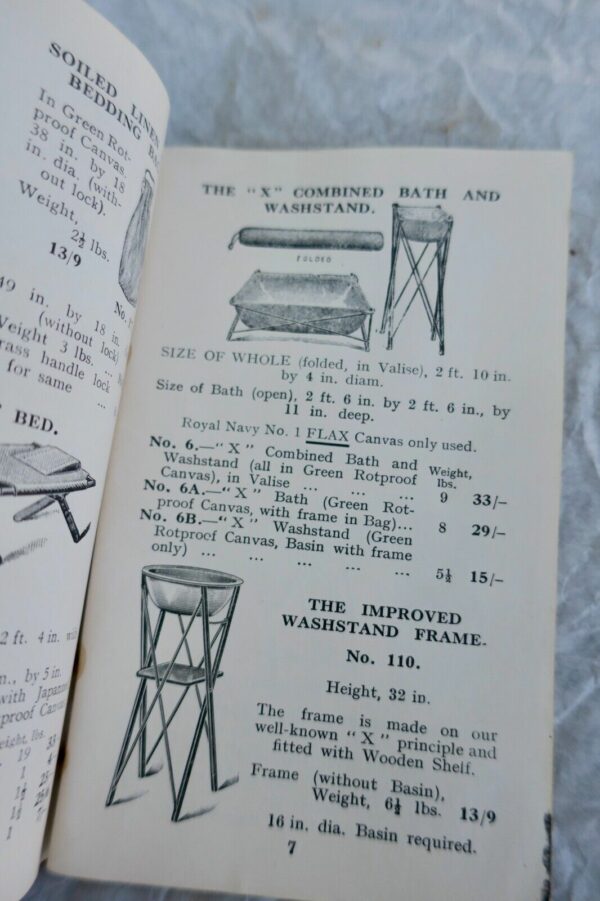 SOILED LINEN
BEDDING
In Green Rot-
proof Canvas.
38 in. by 18
in. dia. (with-
out lock).
Weight,
2½ lbs.
13/9
in. by 18 in.
(without lock)
Weight 3 lbs. ...
handle lock
for same ...
BED.
2 ft. 4 in.
in., by 5 in.
with
proof
lbs.
19
1
1½
1
THE "X" COMBINED BATH AND
WASHSTAND.
FOLDED
SIZE OF WHOLE (folded, in Valise), 2 ft. 10 in.
by 4 in. diam.
Size of Bath (open), 2 ft. 6 in. by 2 ft. 6 in., by
11 in. deep.
Royal Navy No. 1 FLAX Canvas only used.
No. 6.—"X" Combined Bath and Weight,
Washstand (all in Green Rotproof lbs.
Canvas), in Valise ... ... ... 9 33/-
No. 6A.—"X" Bath (Green Rot-
proof Canvas, with frame in Bag)... 8 29/-
No. 6B.—"X" Washstand (Green
Rotproof Canvas, Basin with frame
only) ... ... ... ... ... 5½ 15/-
THE IMPROVED
WASHSTAND FRAME.
No. 110.
Height, 32 in.
The frame is made on our
well-known "X" principle and
fitted with Wooden Shelf.
Frame (without Basin),
Weight, 6½ lbs. 13/9
16 in. dia. Basin required.
7